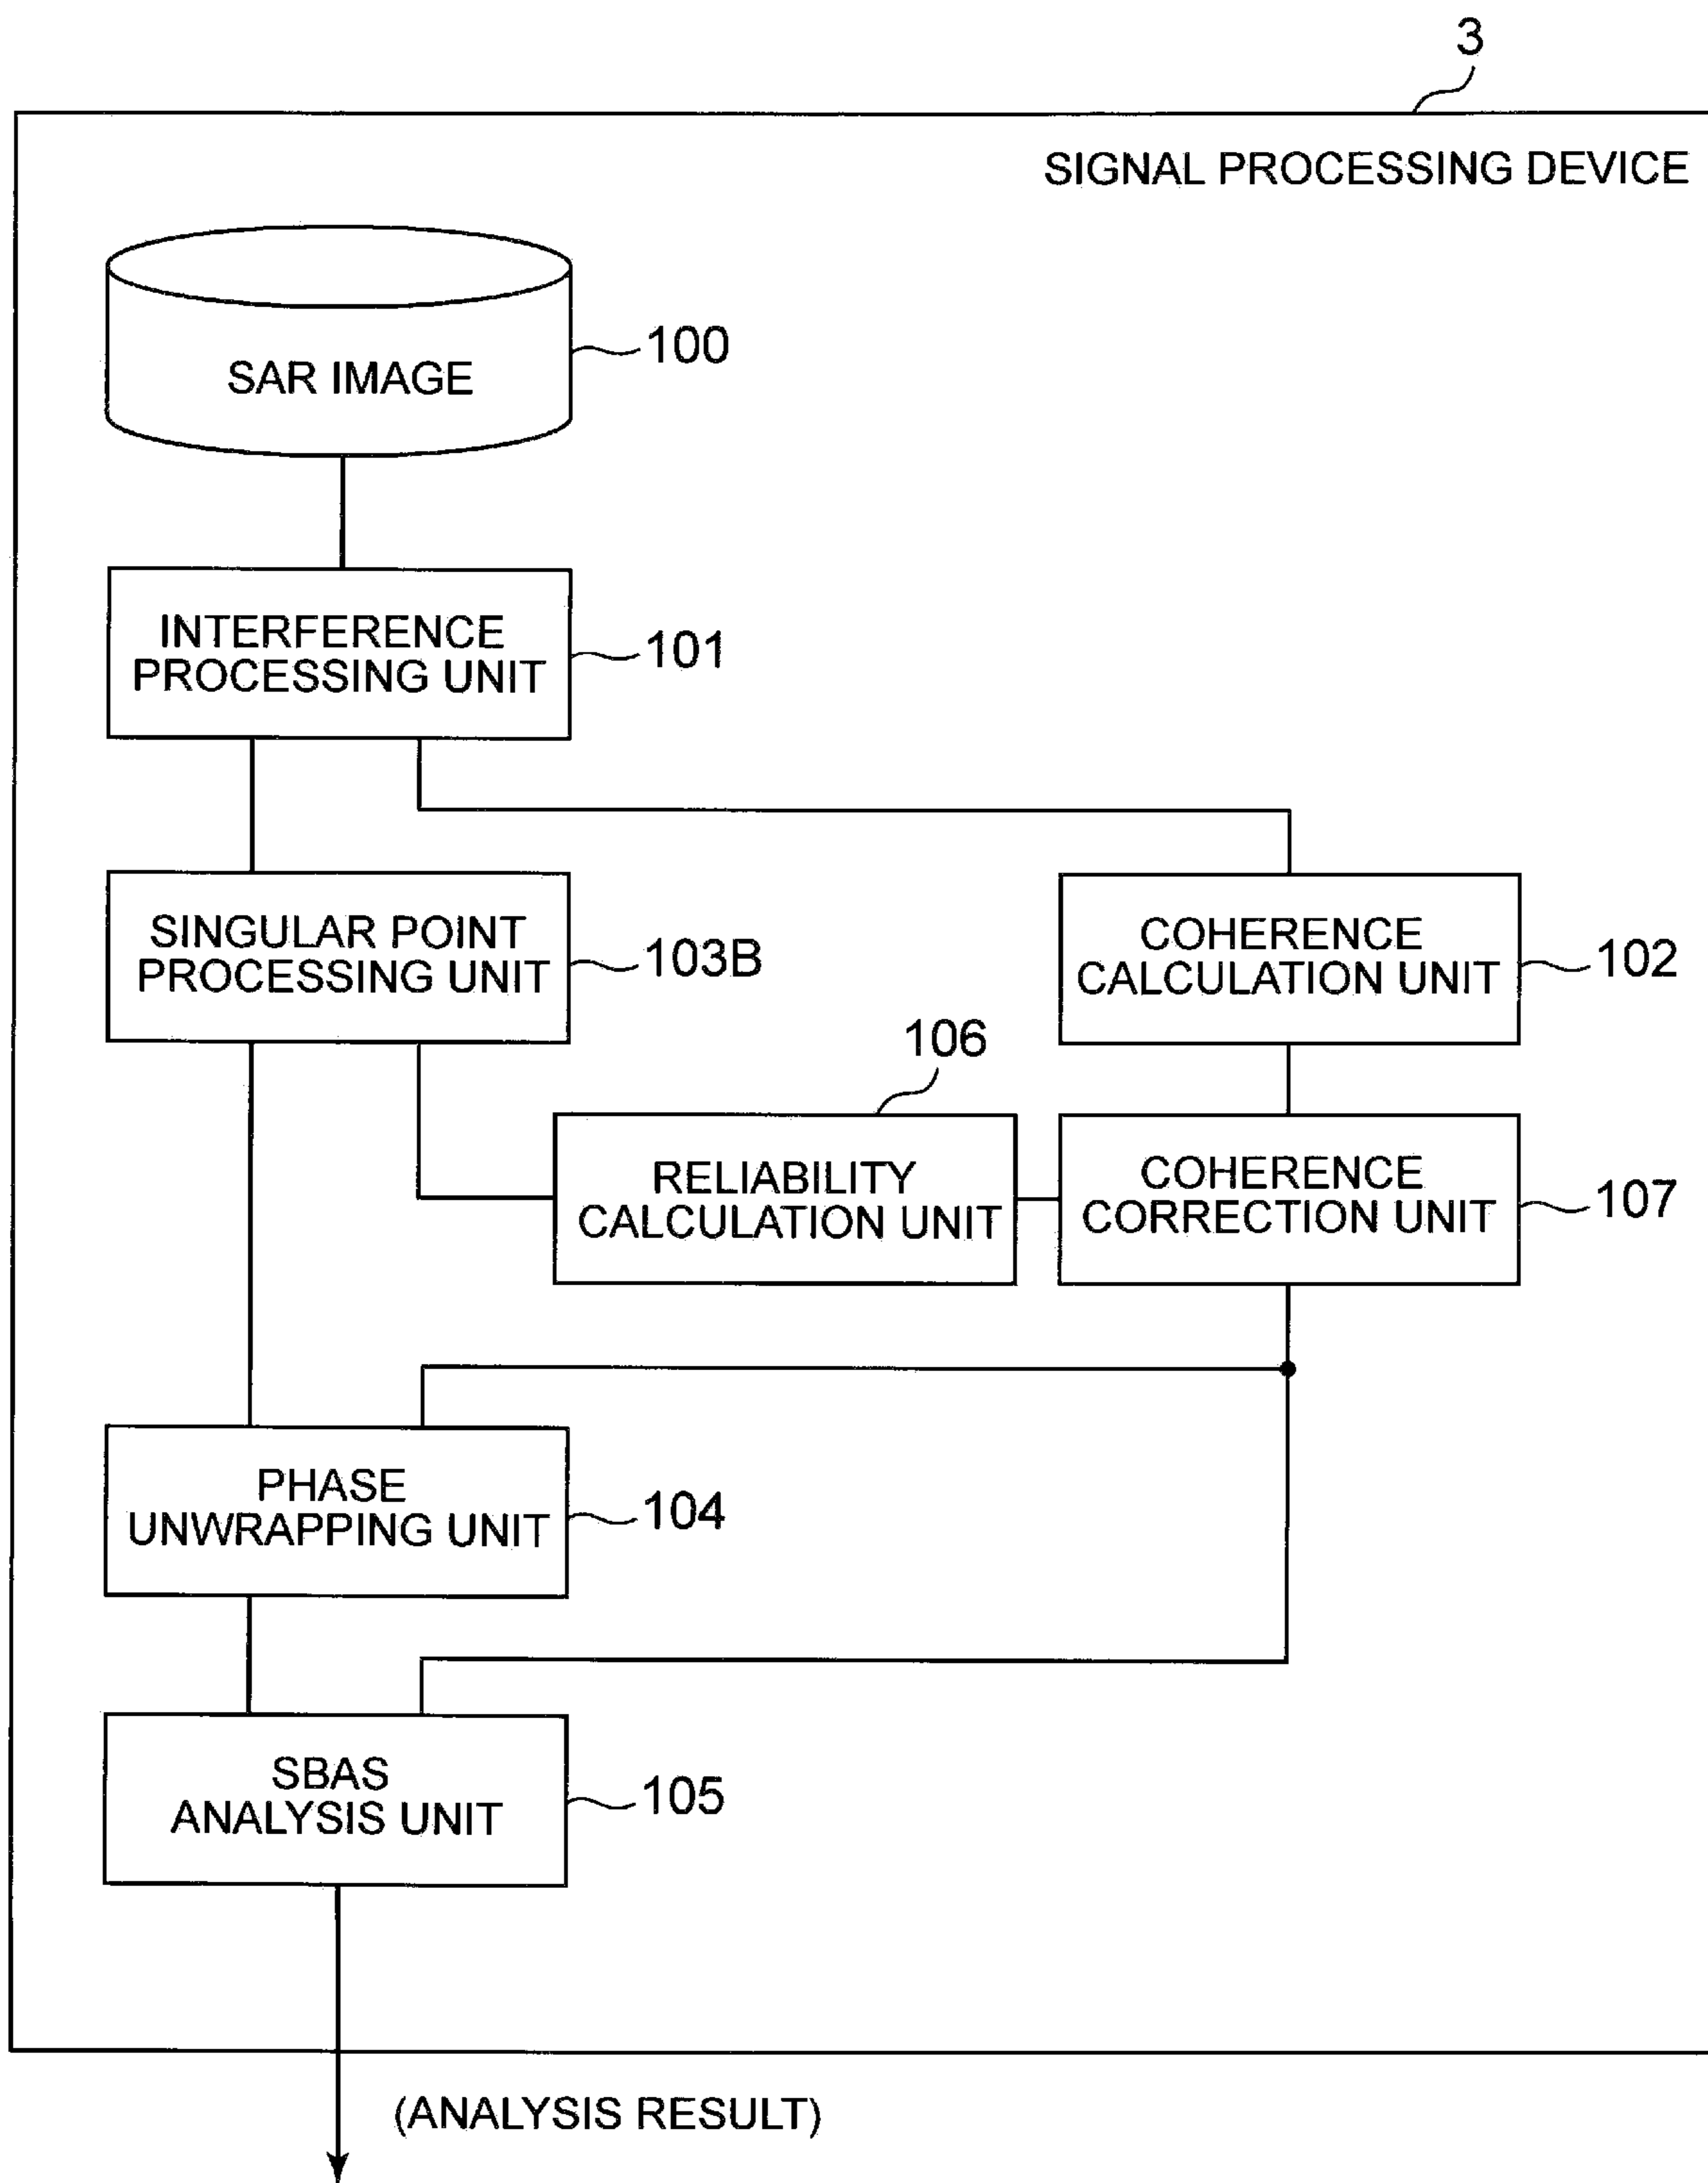 3
SIGNAL PROCESSING DEVICE
SAR IMAGE
100
INTERFERENCE
PROCESSING UNIT
101
SINGULAR POINT
PROCESSING UNIT
103B
COHERENCE
CALCULATION UNIT
102
106
RELIABILITY
CALCULATION UNIT
COHERENCE
CORRECTION UNIT
107
PHASE
UNWRAPPING UNIT
104
SBAS
ANALYSIS UNIT
105
(ANALYSIS RESULT)